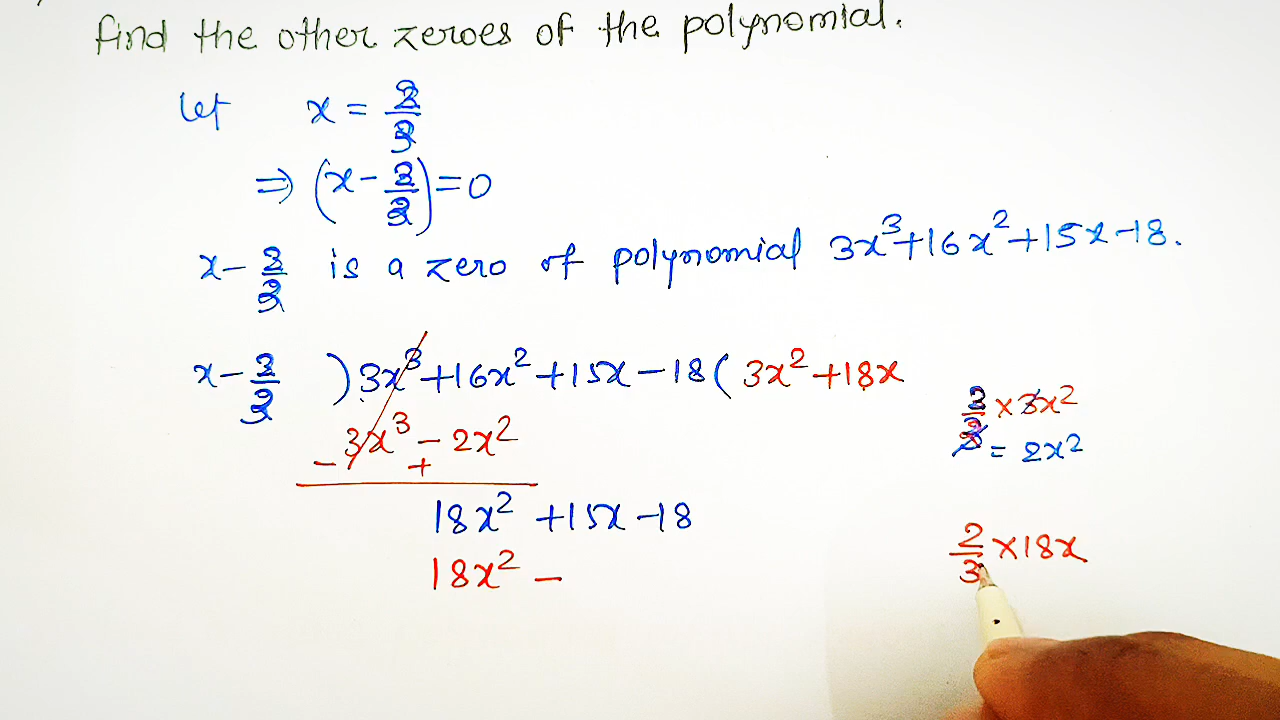 find the other zeroes of the polynomial.
let x = 2/3
⇒ (x - 2/3) = 0
x - 2/3 is a zero of polynomial 3x³+16x²+15x-18.
x - 2/3 ) 3x³+16x²+15x-18 ( 3x²+18x
3x³ - 2x²
- +
18x² +15x-18
18x² -
2/3 × 3x²
= 2x²
2/3 × 18x